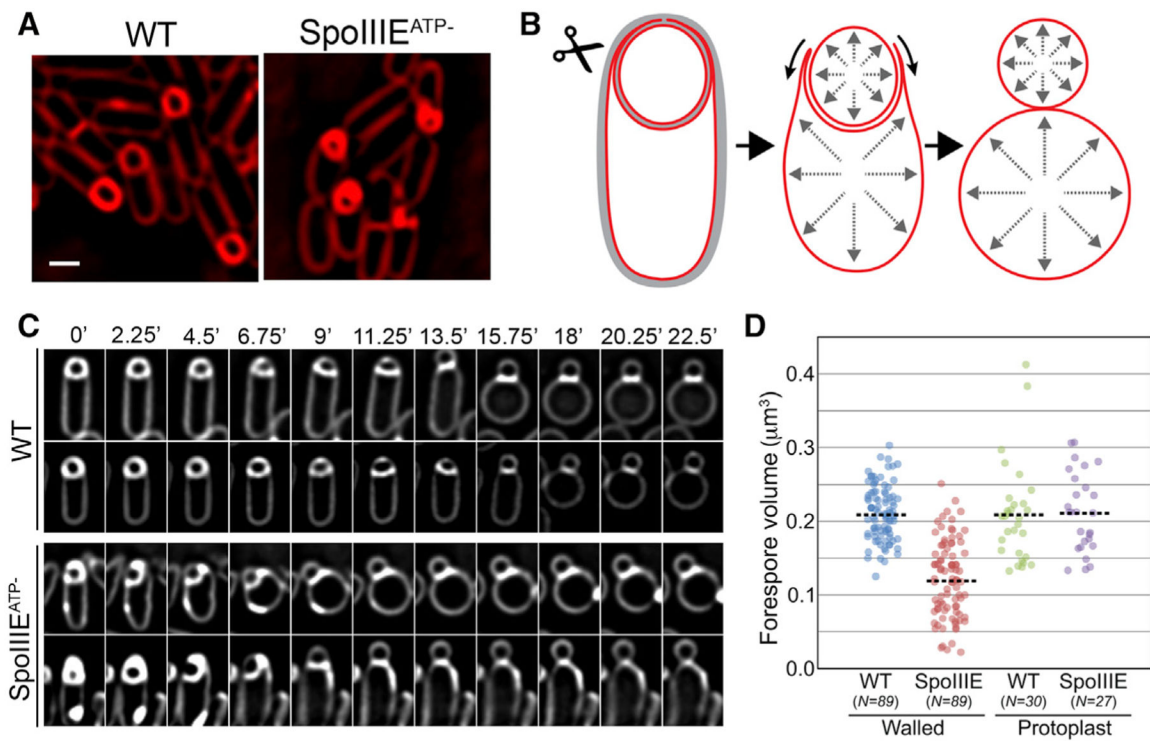 A
WT
SpoIIIE^ATP-
B
C
0' 2.25' 4.5' 6.75' 9' 11.25' 13.5' 15.75' 18' 20.25' 22.5'
WT
SpoIIIE^ATP-
D
Forespore volume (μm³)
0.4
0.3
0.2
0.1
0.0
WT SpoIIIE WT SpoIIIE
(N=89) (N=89) (N=30) (N=27)
Walled Protoplast